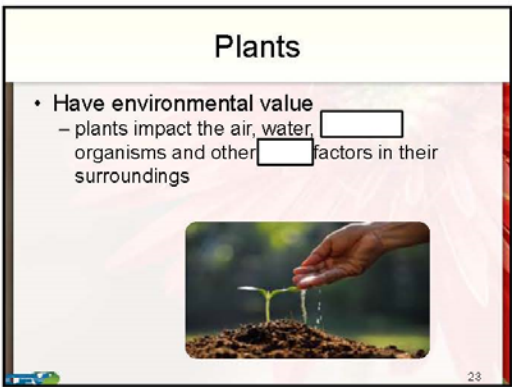 Plants
• Have environmental value
– plants impact the air, water,
organisms and other factors in their
surroundings
23